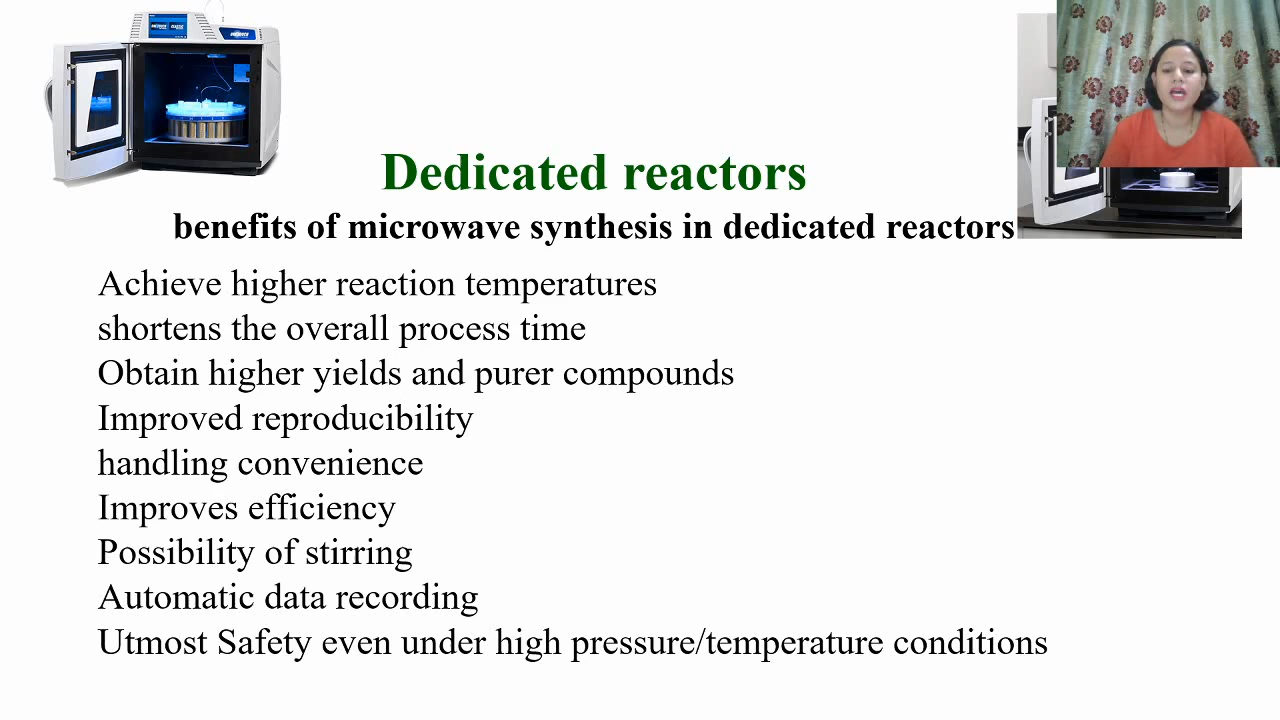 Dedicated reactors
benefits of microwave synthesis in dedicated reactors
Achieve higher reaction temperatures
shortens the overall process time
Obtain higher yields and purer compounds
Improved reproducibility
handling convenience
Improves efficiency
Possibility of stirring
Automatic data recording
Utmost Safety even under high pressure/temperature conditions